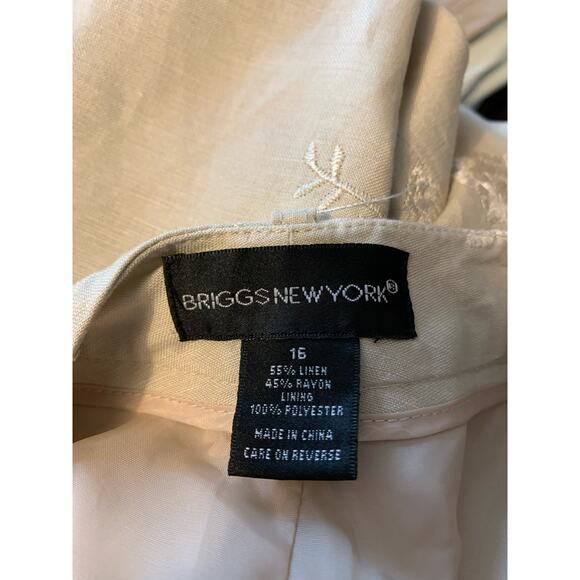 BRIGGS NEW YORK®
16
55% LINEN
45% RAYON
LINING
100% POLYESTER
MADE IN CHINA
CARE ON REVERSE